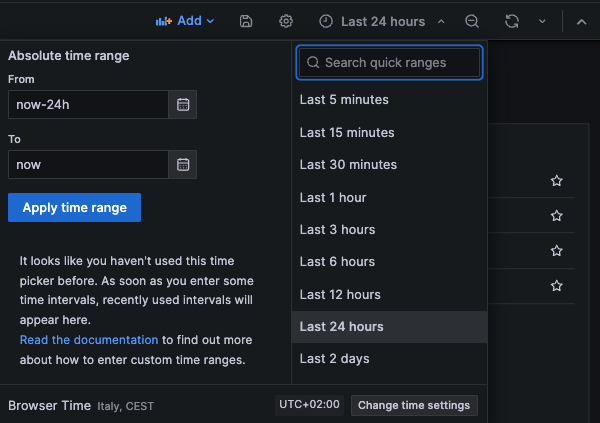 Add
Last 24 hours
Absolute time range
From
now-24h
To
now
Apply time range
It looks like you haven't used this time
picker before. As soon as you enter some
time intervals, recently used intervals will
appear here.
Read the documentation to find out more
about how to enter custom time ranges.
Search quick ranges
Last 5 minutes
Last 15 minutes
Last 30 minutes
Last 1 hour
Last 3 hours
Last 6 hours
Last 12 hours
Last 24 hours
Last 2 days
Browser Time Italy, CEST
UTC+02:00
Change time settings